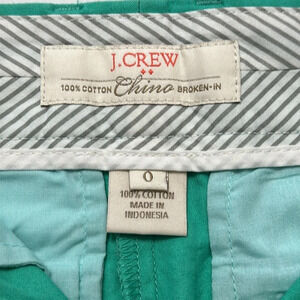 J.CREW
100% COTTON Chino BROKEN-IN
0
100% COTTON
MADE IN
INDONESIA